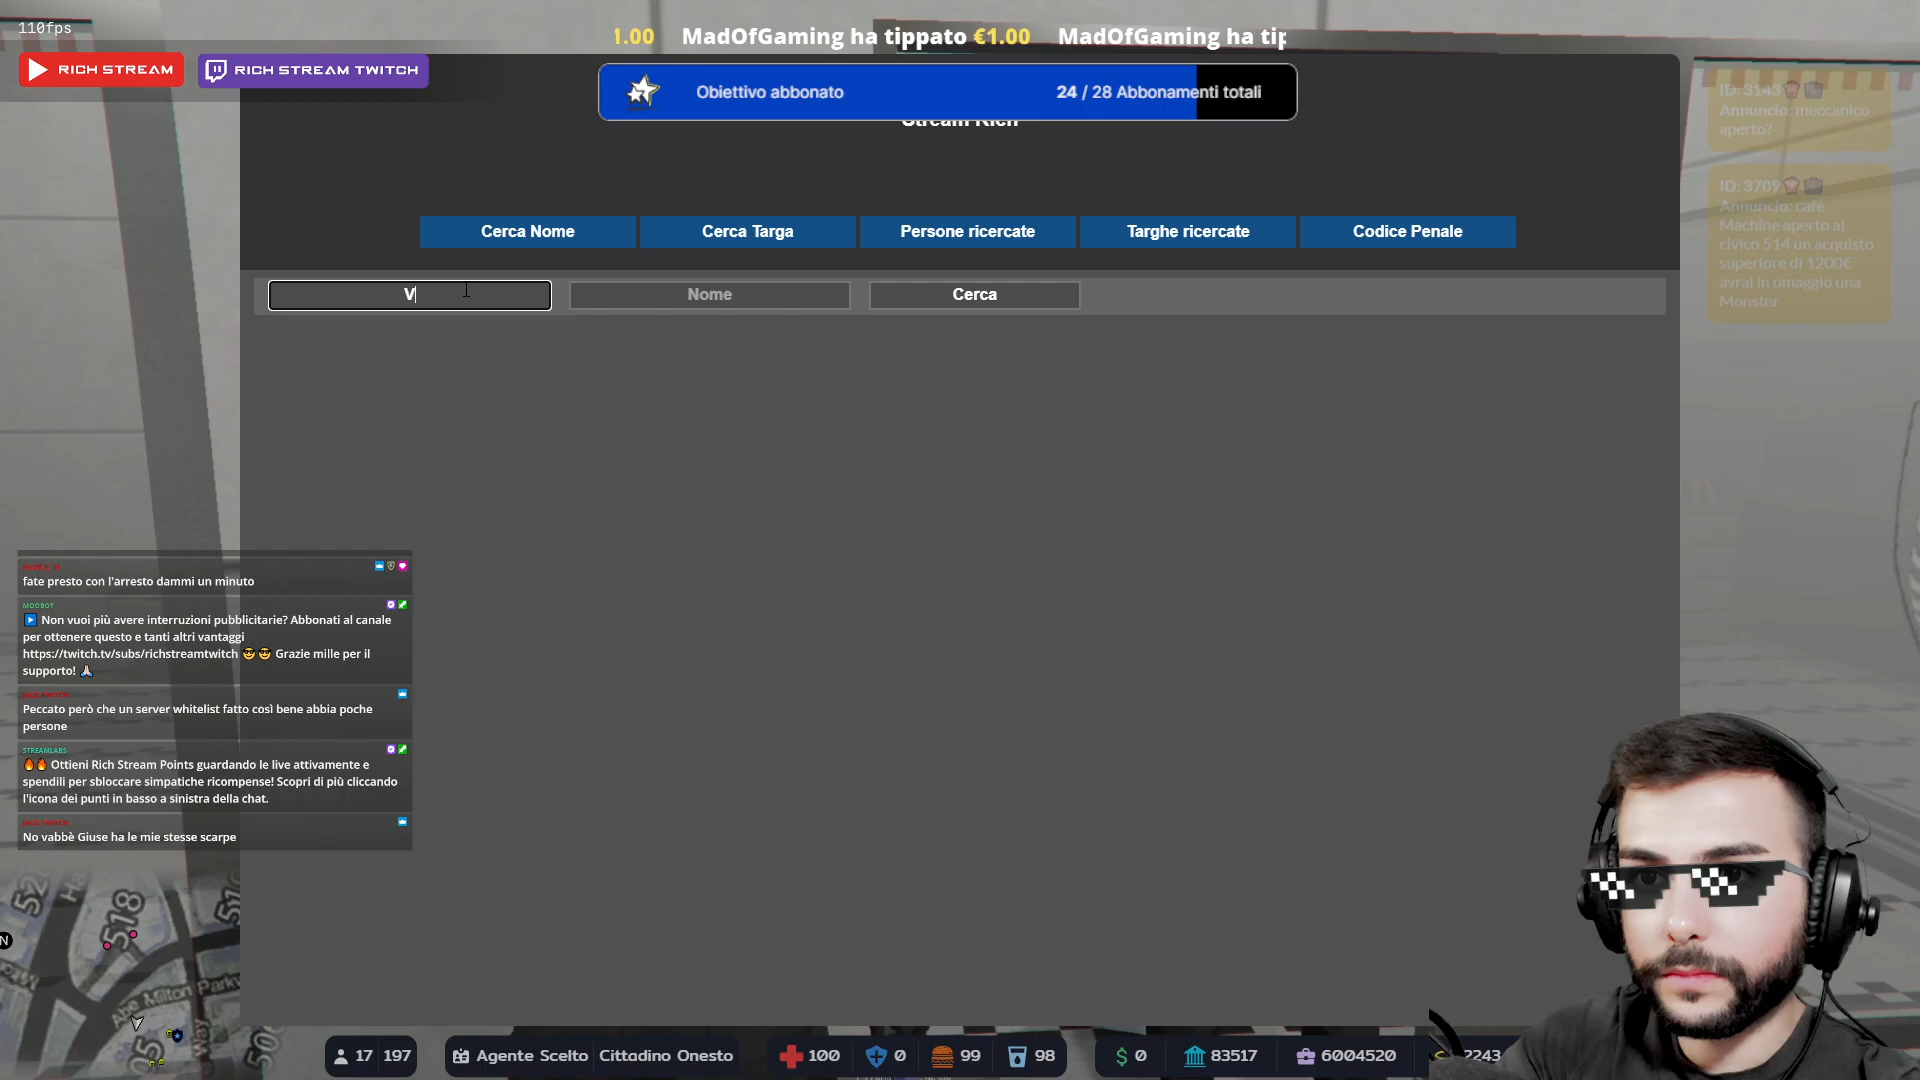 110fps
1.00 MadOfGaming ha tippato €1.00 MadOfGaming ha tip
RICH STREAM
RICH STREAM TWITCH
Obiettivo abbonato
24 / 28 Abbonamenti totali
Stream Rich
Cerca Nome
Cerca Targa
Persone ricercate
Targhe ricercate
Codice Penale
V
Nome
Cerca
ID: 3143
Annuncio: meccanico
aperto?
ID: 3709
Annuncio: cafè
Machine aperto al
civico 514 un acquisto
superiore di 1200€
avrai in omaggio una
Monster
fate presto con l'arresto dammi un minuto
MOOBOT
Non vuoi più avere interruzioni pubblicitarie? Abbonati al canale
per ottenere questo e tanti altri vantaggi
https://twitch.tv/subs/richstreamtwitch 😎 😎 Grazie mille per il
supporto! 🙏
Peccato però che un server whitelist fatto così bene abbia poche
persone
STREAMLABS
🔥🔥 Ottieni Rich Stream Points guardando le live attivamente e
spendili per sbloccare simpatiche ricompense! Scopri di più cliccando
l'icona dei punti in basso a sinistra della chat.
No vabbè Giuse ha le mie stesse scarpe
518
Milton Parkw
Way
N
17 197
Agente Scelto Cittadino Onesto
100
0
99
98
$ 0
83517
6004520
2243